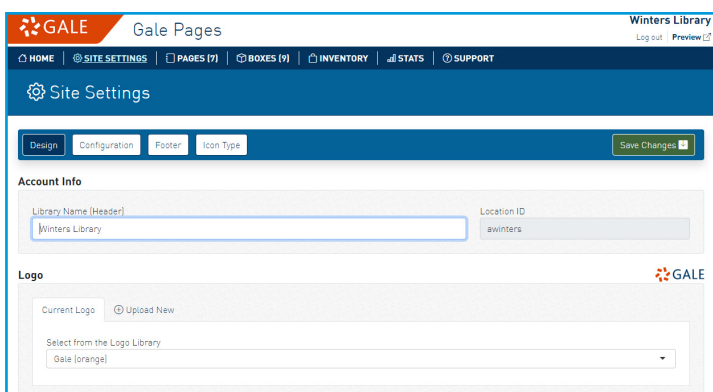 GALE Gale Pages Winters Library
Log out Preview
HOME SITE SETTINGS PAGES (7) BOXES (9) INVENTORY STATS SUPPORT
Site Settings
Design Configuration Footer Icon Type Save Changes
Account Info
Library Name (Header) Location ID
Winters Library awinters
Logo GALE
Current Logo Upload New
Select from the Logo Library
Gale (orange)